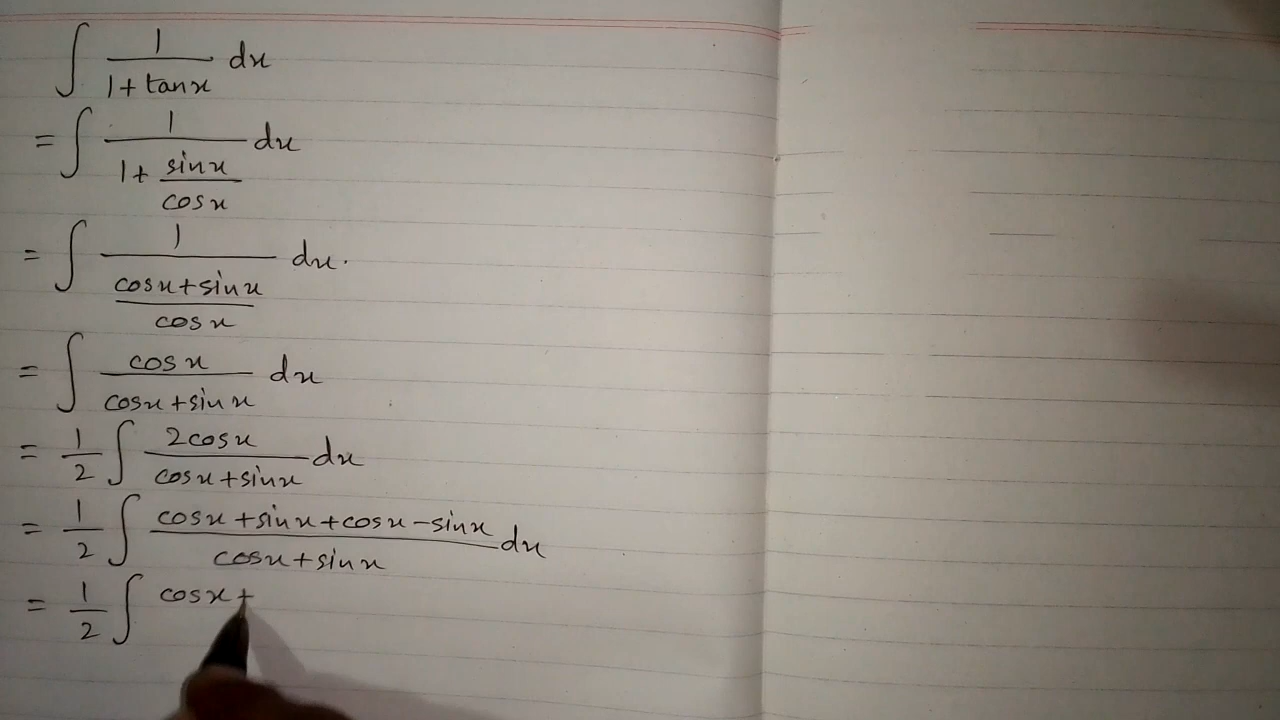 ∫ 1/(1+tanx) dx
= ∫ 1/(1+ sinx/cosx) dx
= ∫ 1/((cosx+sinx)/cosx) dx.
= ∫ cosx/(cosx+sinx) dx
= 1/2 ∫ 2cosx/(cosx+sinx) dx
= 1/2 ∫ (cosx+sinx+cosx−sinx)/(cosx+sinx) dx
= 1/2 ∫ cosx+